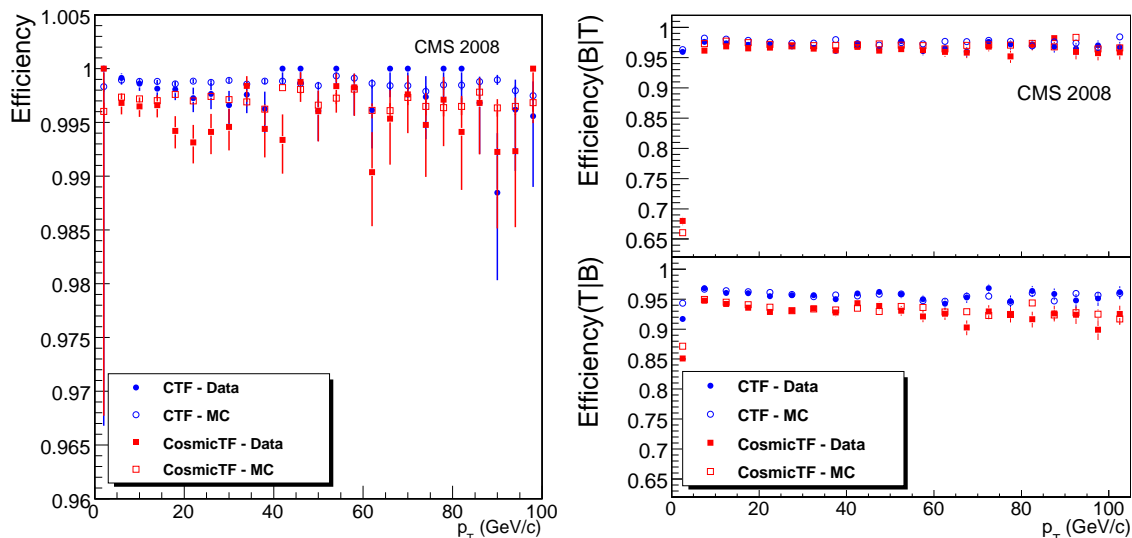 1.005
1
0.995
0.99
0.985
0.98
0.975
0.97
0.965
0.96
Efficiency
CMS 2008
CTF - Data
CTF - MC
CosmicTF - Data
CosmicTF - MC
0 20 40 60 80 100
p (GeV/c)
1
0.95
0.9
0.85
0.8
0.75
0.7
0.65
Efficiency(B|T)
CMS 2008
1
0.95
0.9
0.85
0.8
0.75
0.7
0.65
Efficiency(T|B)
CTF - Data
CTF - MC
CosmicTF - Data
CosmicTF - MC
0 20 40 60 80 100
p (GeV/c)